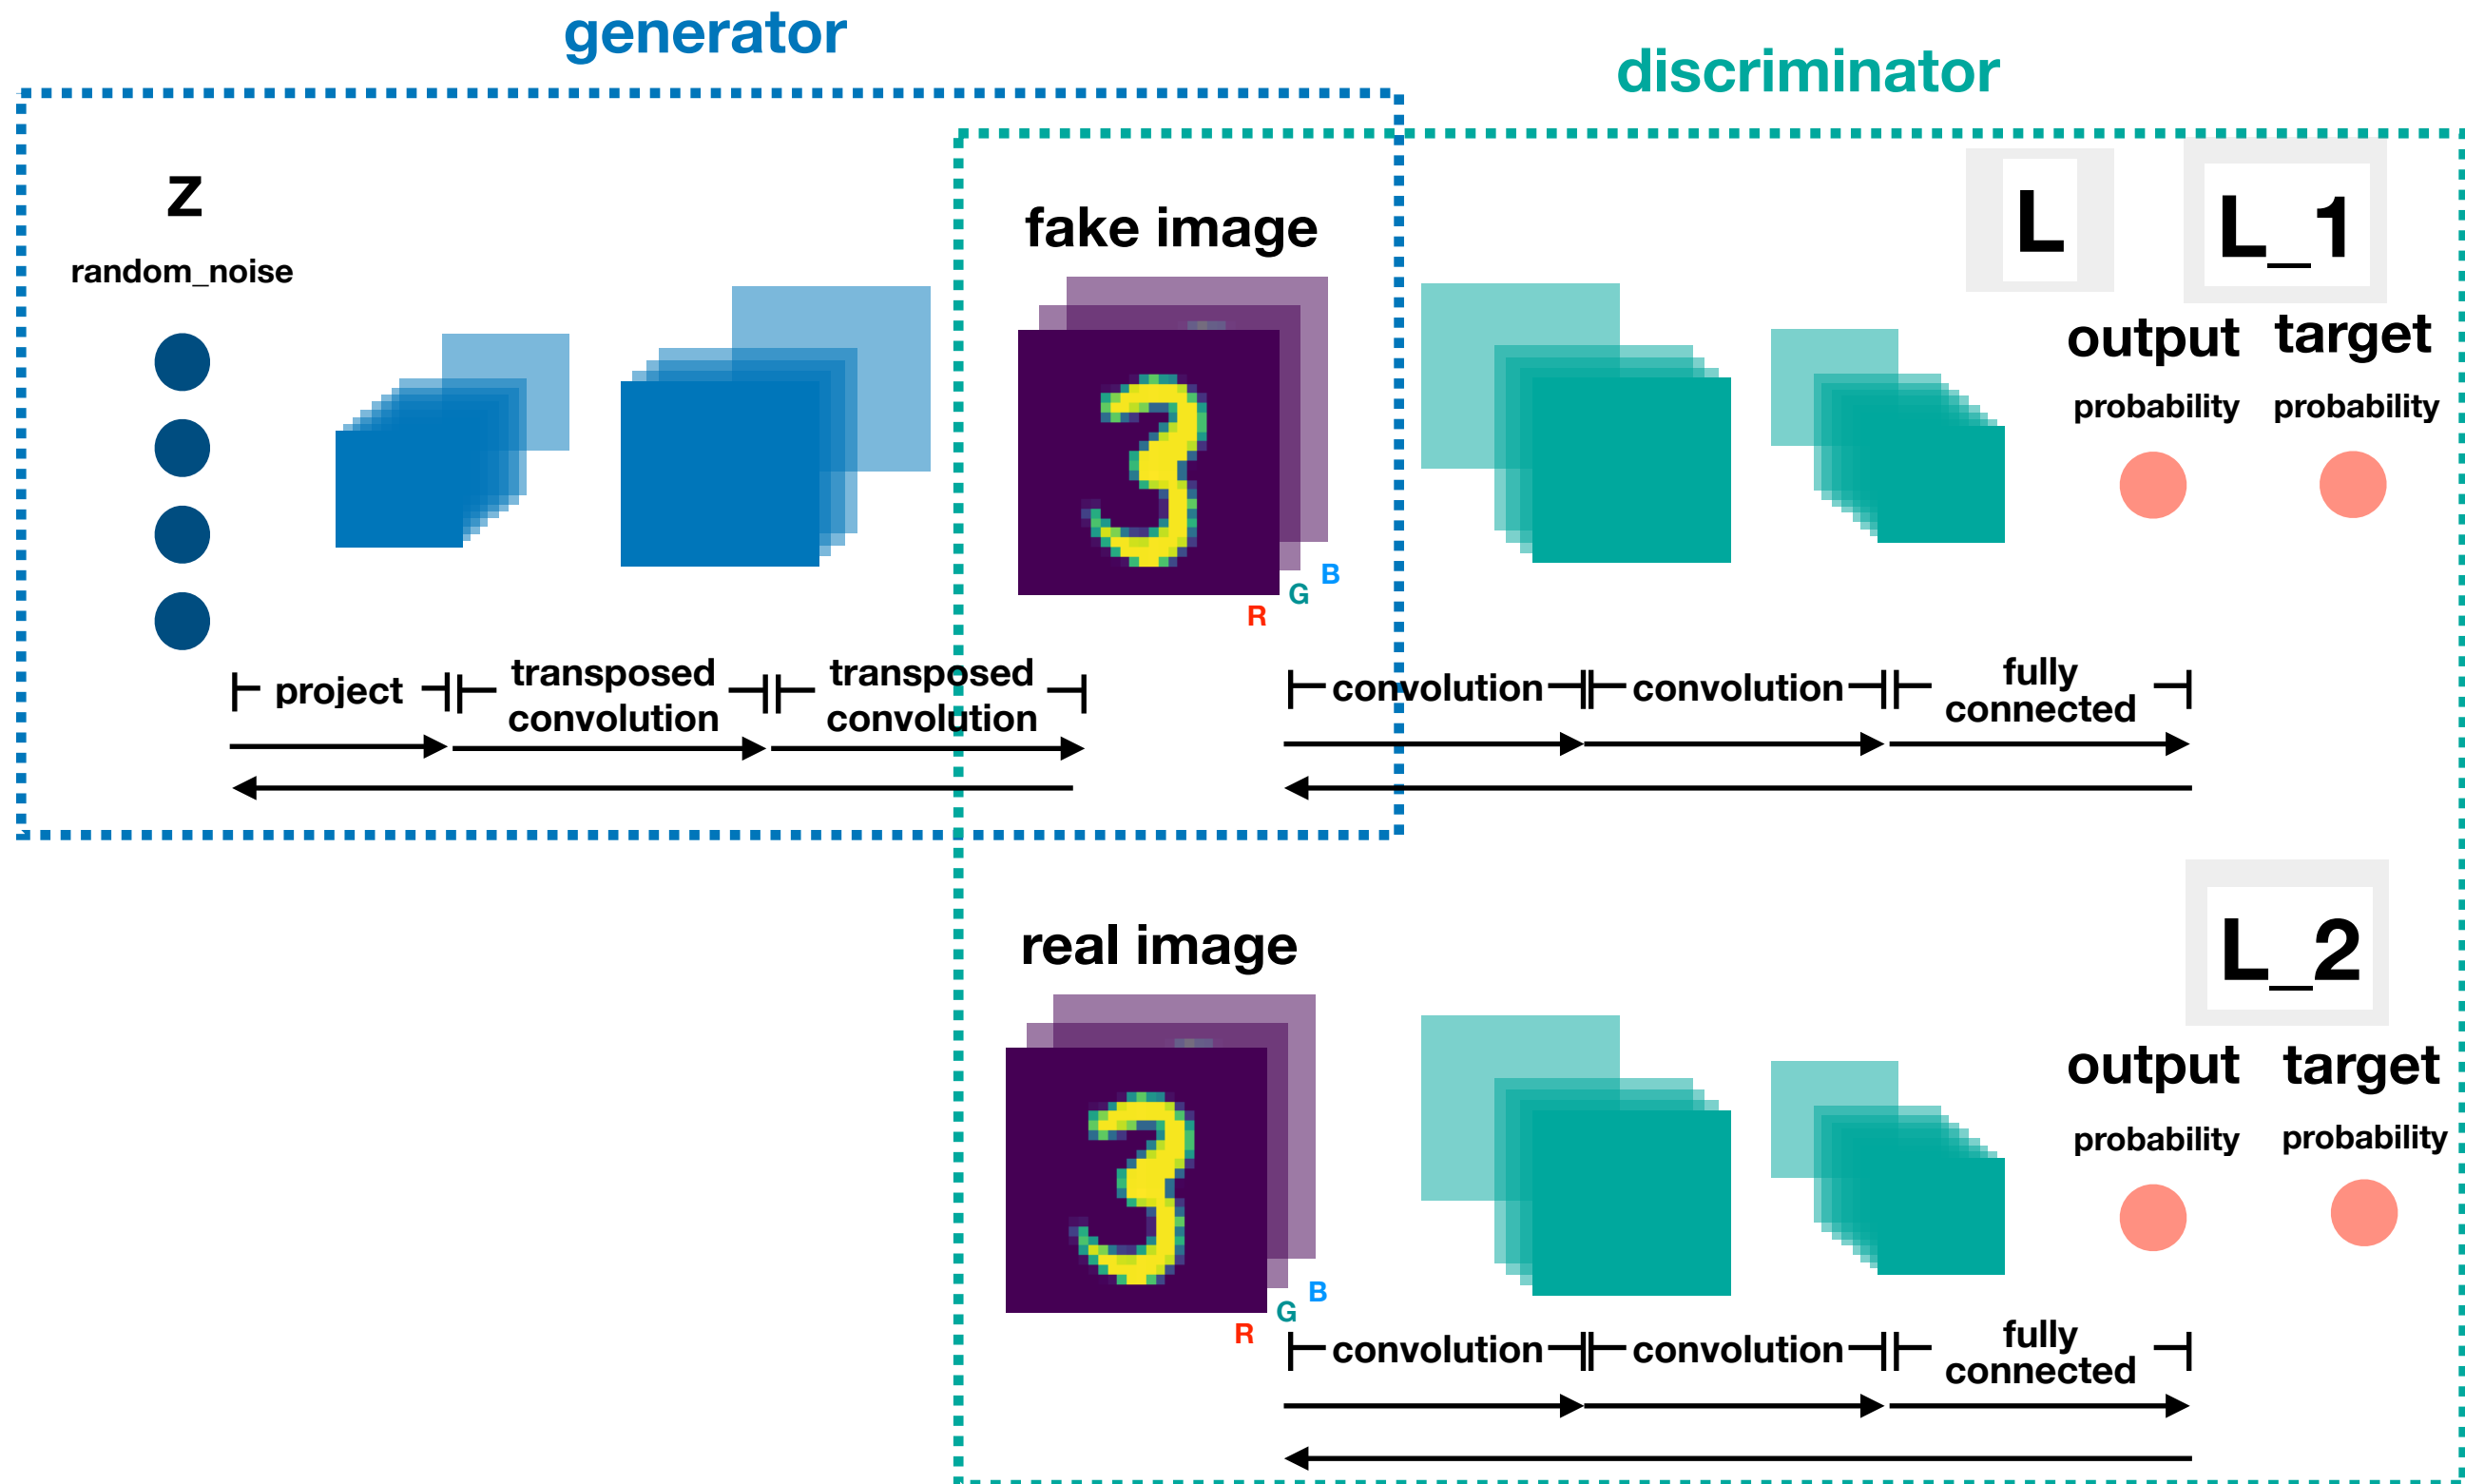 generator
discriminator
Z
random_noise
fake image
L
L_1
output
target
probability
probability
R
G
B
project
transposed
convolution
transposed
convolution
convolution
convolution
fully
connected
real image
L_2
output
target
probability
probability
R
G
B
convolution
convolution
fully
connected